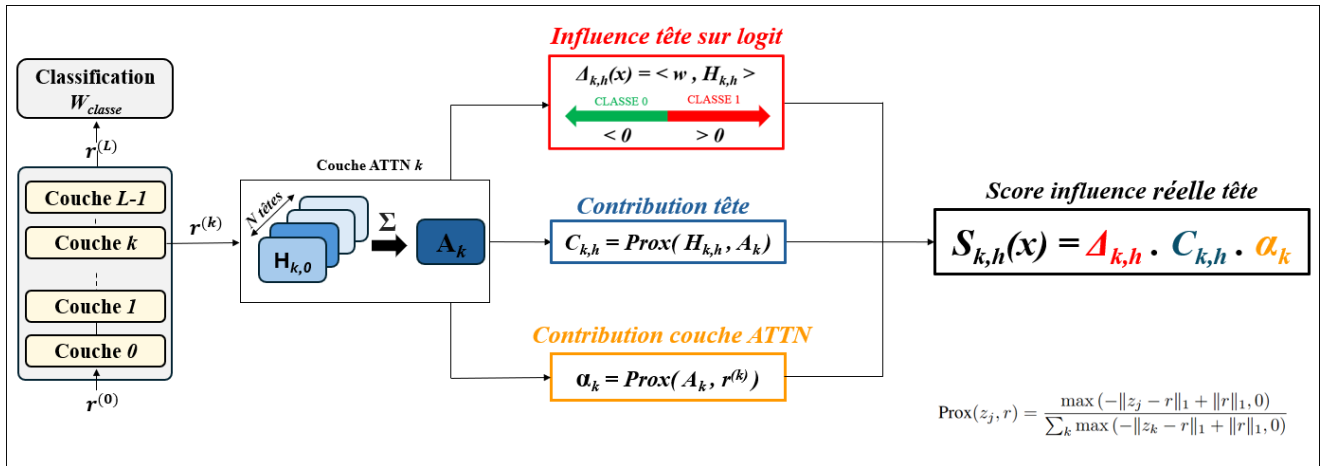 Classification
W_classe
r^(L)
Couche L-1
Couche k
Couche 1
Couche 0
r^(0)
r^(k)
Couche ATTN k
N têtes
H_k,0
Σ
A_k
Influence tête sur logit
Δ_k,h(x) = < w , H_k,h >
CLASSE 0 CLASSE 1
< 0 > 0
Contribution tête
C_k,h = Prox( H_k,h , A_k )
Contribution couche ATTN
α_k = Prox( A_k , r^(k) )
Score influence réelle tête
S_k,h(x) = Δ_k,h . C_k,h . α_k
Prox(z_j, r) = max (−‖z_j − r‖_1 + ‖r‖_1, 0) / ∑_k max (−‖z_k − r‖_1 + ‖r‖_1, 0)